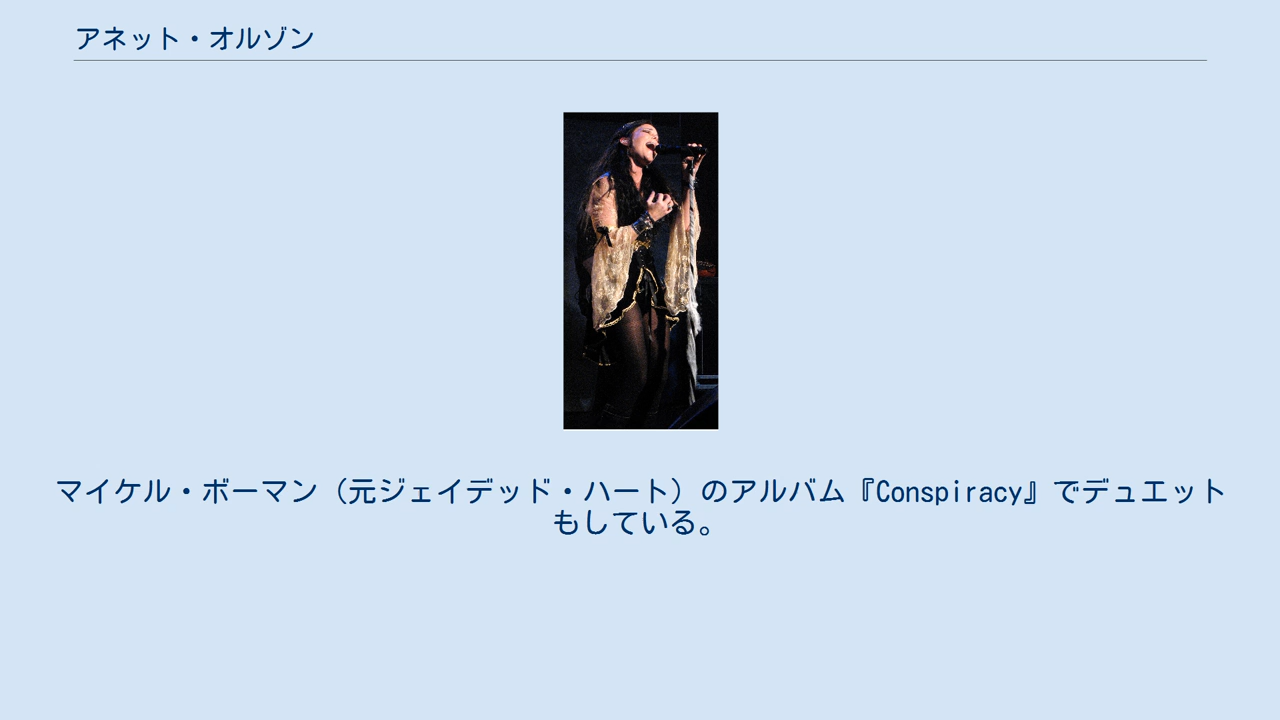 アネット・オルゾン
マイケル・ボーマン（元ジェイデッド・ハート）のアルバム『Conspiracy』でデュエット
もしている。